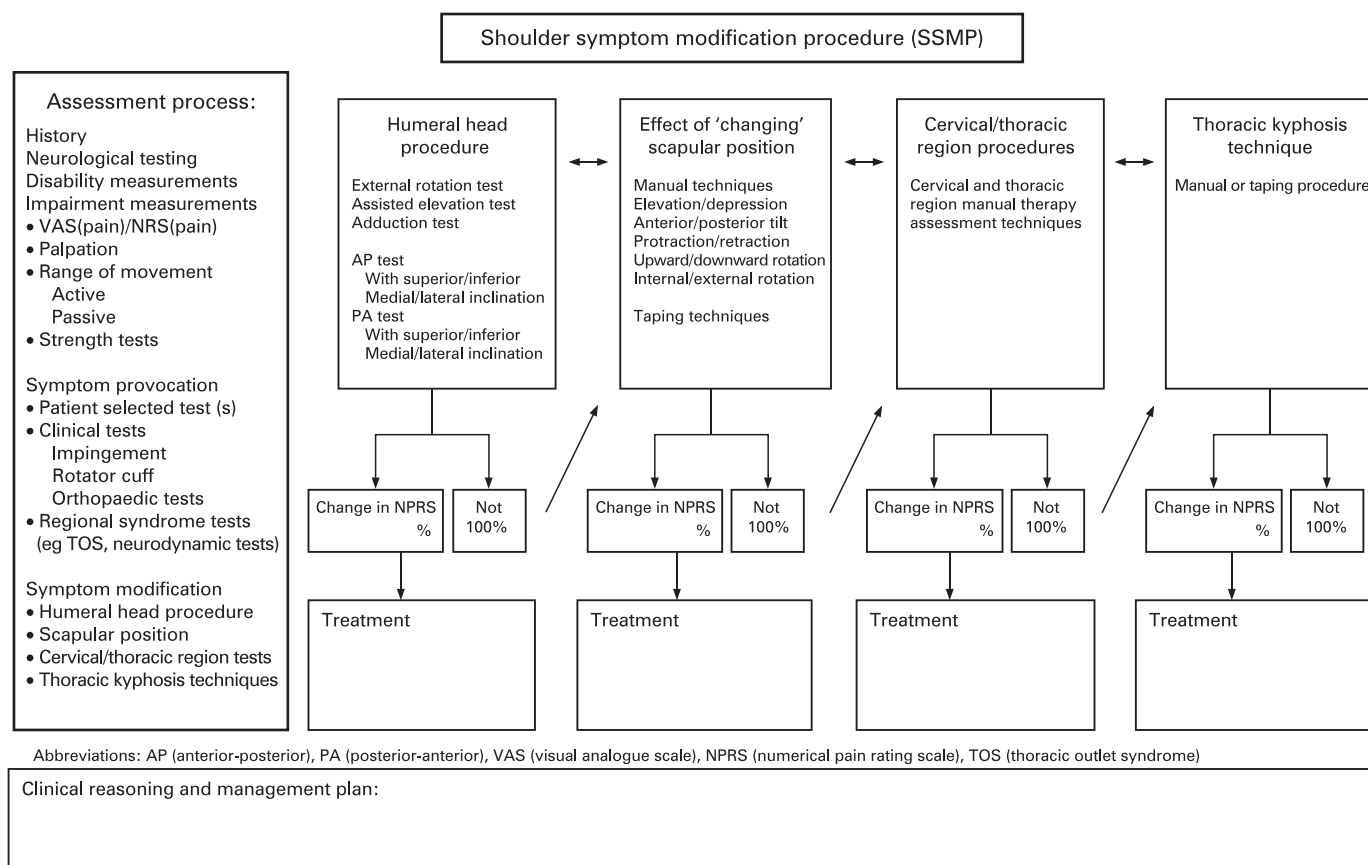 Shoulder symptom modification procedure (SSMP)
Assessment process:
History
Neurological testing
Disability measurements
Impairment measurements
• VAS(pain)/NRS(pain)
• Palpation
• Range of movement
Active
Passive
• Strength tests
Symptom provocation
• Patient selected test (s)
• Clinical tests
Impingement
Rotator cuff
Orthopaedic tests
• Regional syndrome tests
(eg TOS, neurodynamic tests)
Symptom modification
• Humeral head procedure
• Scapular position
• Cervical/thoracic region tests
• Thoracic kyphosis techniques
Humeral head
procedure
External rotation test
Assisted elevation test
Adduction test
AP test
With superior/inferior
Medial/lateral inclination
PA test
With superior/inferior
Medial/lateral inclination
Change in NPRS
%
Not
100%
Treatment
Effect of ‘changing’
scapular position
Manual techniques
Elevation/depression
Anterior/posterior tilt
Protraction/retraction
Upward/downward rotation
Internal/external rotation
Taping techniques
Change in NPRS
%
Not
100%
Treatment
Cervical/thoracic
region procedures
Cervical and thoracic
region manual therapy
assessment techniques
Change in NPRS
%
Not
100%
Treatment
Thoracic kyphosis
technique
Manual or taping procedure
Change in NPRS
%
Not
100%
Treatment
Abbreviations: AP (anterior-posterior), PA (posterior-anterior), VAS (visual analogue scale), NPRS (numerical pain rating scale), TOS (thoracic outlet syndrome)
Clinical reasoning and management plan: